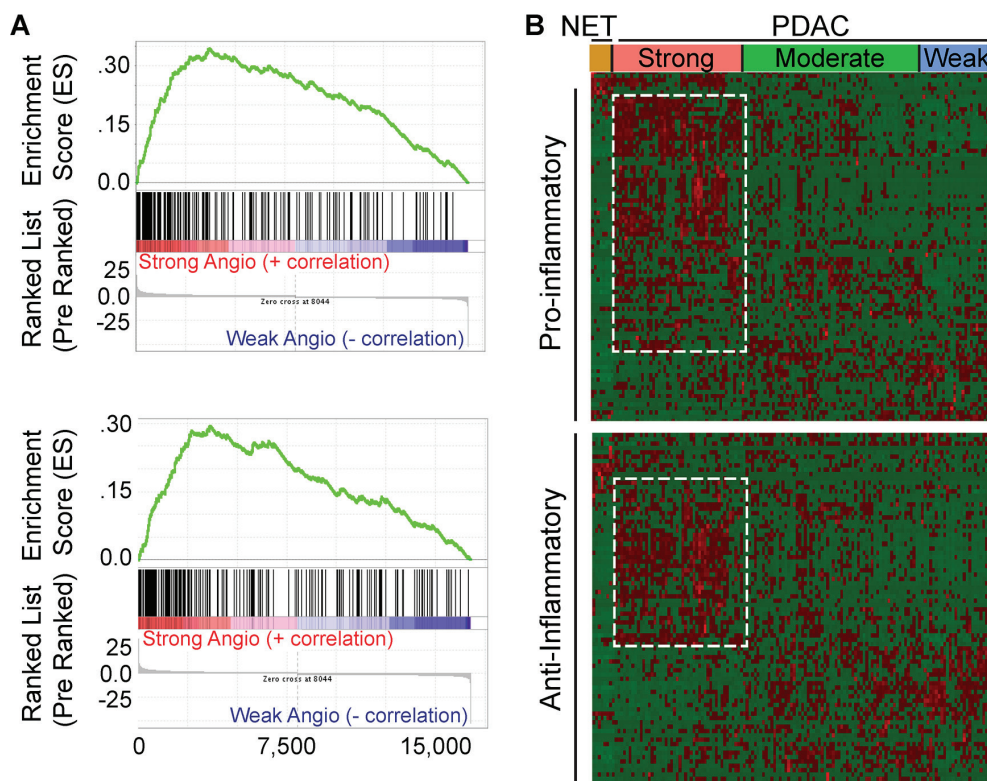 A
Enrichment
Score (ES)
.30
.15
0.0
Ranked List
(Pre Ranked)
25
0.0
-25
Strong Angio (+ correlation)
Zero cross at 8044
Weak Angio (- correlation)
Enrichment
Score (ES)
.30
.15
0.0
Ranked List
(Pre Ranked)
25
0.0
-25
Strong Angio (+ correlation)
Zero cross at 8044
Weak Angio (- correlation)
0 7,500 15,000
B NET PDAC
Strong Moderate Weak
Pro-inflammatory
Anti-Inflammatory